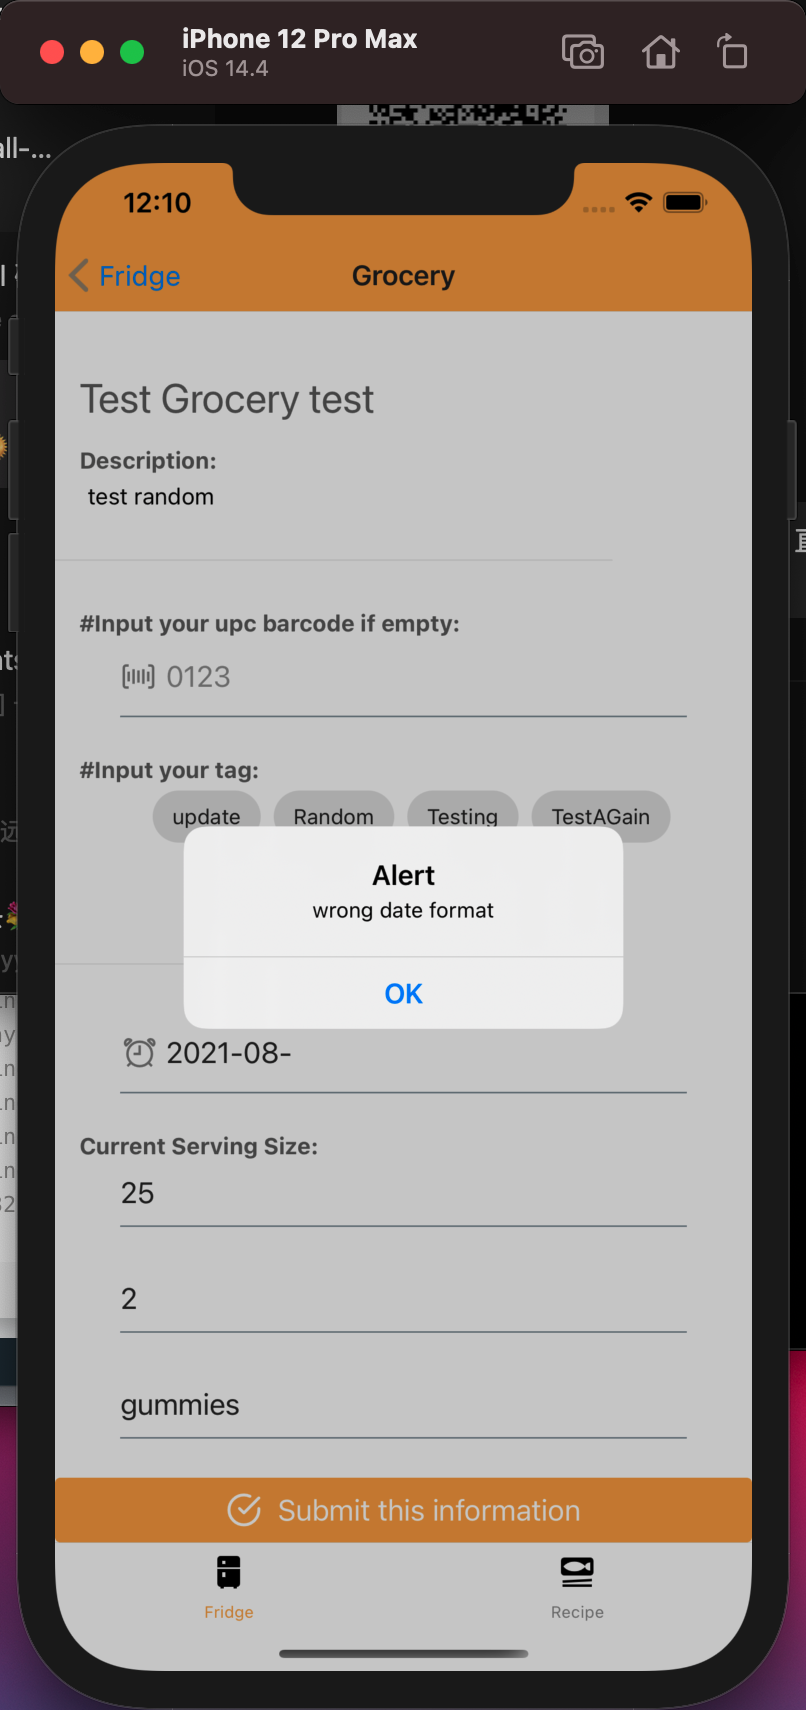 iPhone 12 Pro Max
iOS 14.4
all-...
12:10
Fridge
Grocery
Test Grocery test
Description:
test random
#Input your upc barcode if empty:
0123
#Input your tag:
update Random Testing TestAGain
Alert
wrong date format
OK
2021-08-
Current Serving Size:
25
2
gummies
Submit this information
Fridge
Recipe